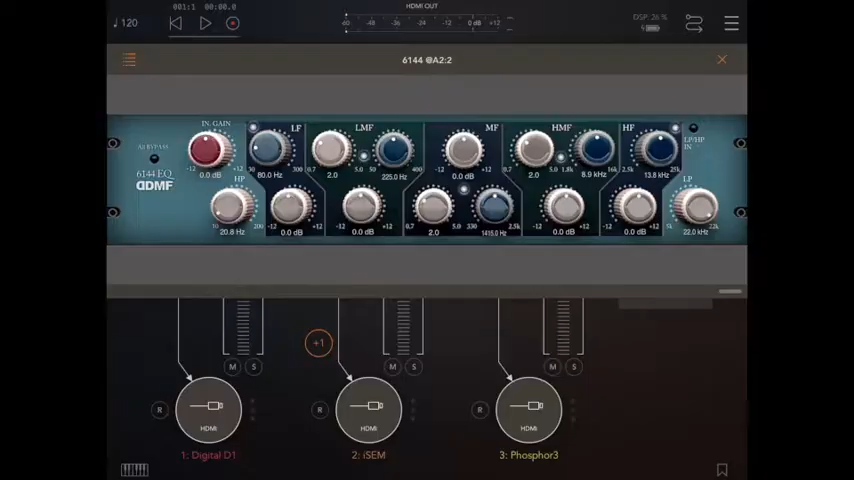 HDMI OUT
001:1 00:00.0
♩ 120
-60 -48 -36 -24 -12 0 dB +12
DSP: 26 %
6144 @A2:2
IN. GAIN LF LMF MF HMF HF LP/HP IN
AU BYPASS
6144 EQ
DDMF
-12 +12 30 300 0.7 5.0 80 400 -12 +12 0.7 5.0 1.8k 16k 2.5k 25k
0.0 dB 80.0 Hz 2.0 225.0 Hz 0.0 dB 2.0 8.9 kHz 13.8 kHz
HP LP
30 200 -12 +12 -12 +12 0.7 5.0 330 2.5k -12 +12 -12 +12 5k 22k
20.8 Hz 0.0 dB 0.0 dB 2.0 1415.0 Hz 0.0 dB 0.0 dB 22.0 kHz
+1
M S M S M S
R R R
HDMI HDMI HDMI
1: Digital D1 2: iSEM 3: Phosphor3